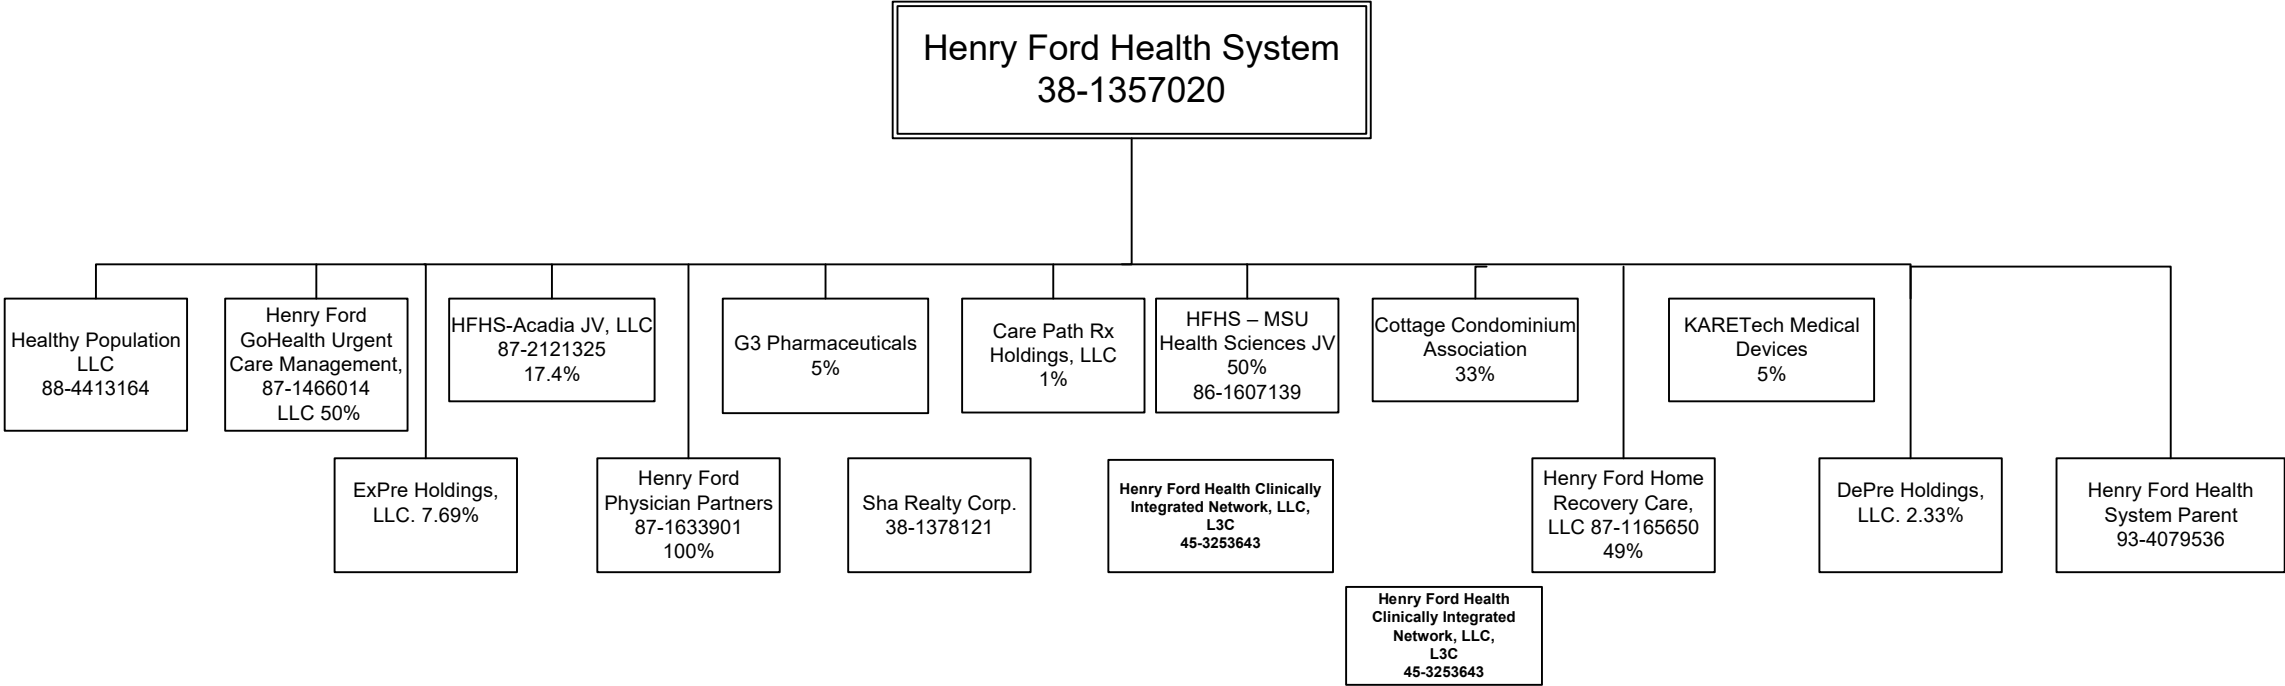 Henry Ford Health System
38-1357020
Healthy Population
LLC
88-4413164
Henry Ford
GoHealth Urgent
Care Management,
87-1466014
LLC 50%
HFHS-Acadia JV, LLC
87-2121325
17.4%
G3 Pharmaceuticals
5%
Care Path Rx
Holdings, LLC
1%
HFHS – MSU
Health Sciences JV
50%
86-1607139
Cottage Condominium
Association
33%
KARETech Medical
Devices
5%
ExPre Holdings,
LLC. 7.69%
Henry Ford
Physician Partners
87-1633901
100%
Sha Realty Corp.
38-1378121
Henry Ford Health Clinically
Integrated Network, LLC,
L3C
45-3253643
Henry Ford Home
Recovery Care,
LLC 87-1165650
49%
DePre Holdings,
LLC. 2.33%
Henry Ford Health
System Parent
93-4079536
Henry Ford Health
Clinically Integrated
Network, LLC,
L3C
45-3253643